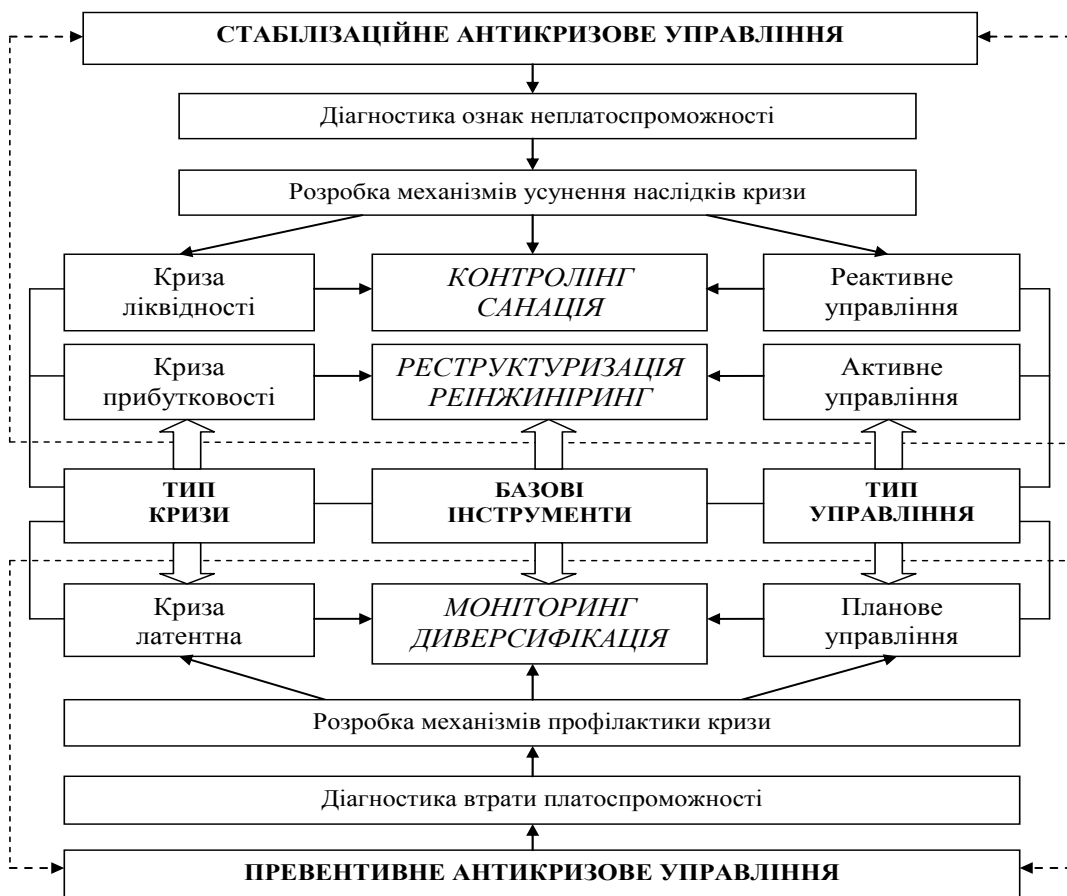 СТАБІЛІЗАЦІЙНЕ АНТИКРИЗОВЕ УПРАВЛІННЯ
Діагностика ознак неплатоспроможності
Розробка механізмів усунення наслідків кризи
Криза
ліквідності
КОНТРОЛІНГ
САНАЦІЯ
Реактивне
управління
Криза
прибутковості
РЕСТРУКТУРИЗАЦІЯ
РЕІНЖИНІРИНГ
Активне
управління
ТИП
КРИЗИ
БАЗОВІ
ІНСТРУМЕНТИ
ТИП
УПРАВЛІННЯ
Криза
латентна
МОНІТОРИНГ
ДИВЕРСИФІКАЦІЯ
Планове
управління
Розробка механізмів профілактики кризи
Діагностика втрати платоспроможності
ПРЕВЕНТИВНЕ АНТИКРИЗОВЕ УПРАВЛІННЯ